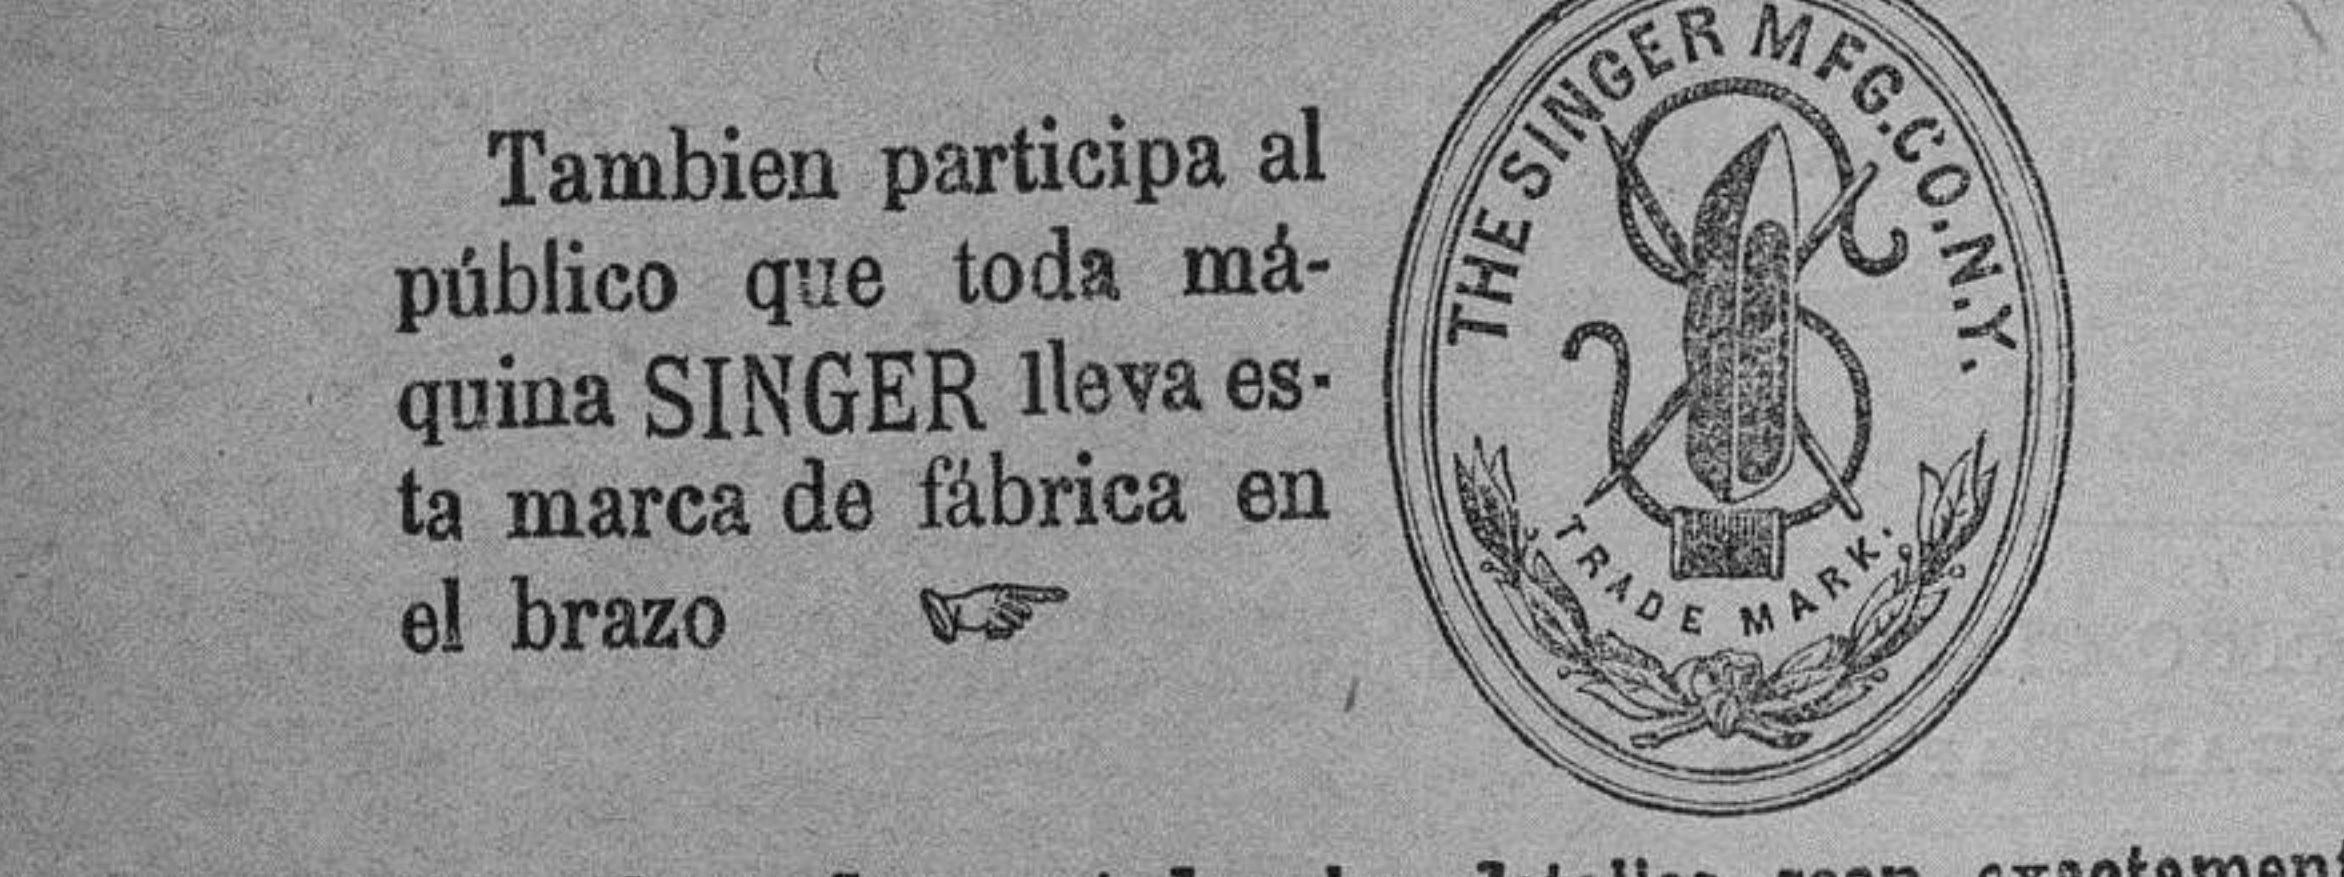 Tambien participa al
público que toda má-
quina SINGER lleva es-
ta marca de fábrica en
el brazo ☞
THE SINGER MFG. CO. N.Y.
TRADE MARK.